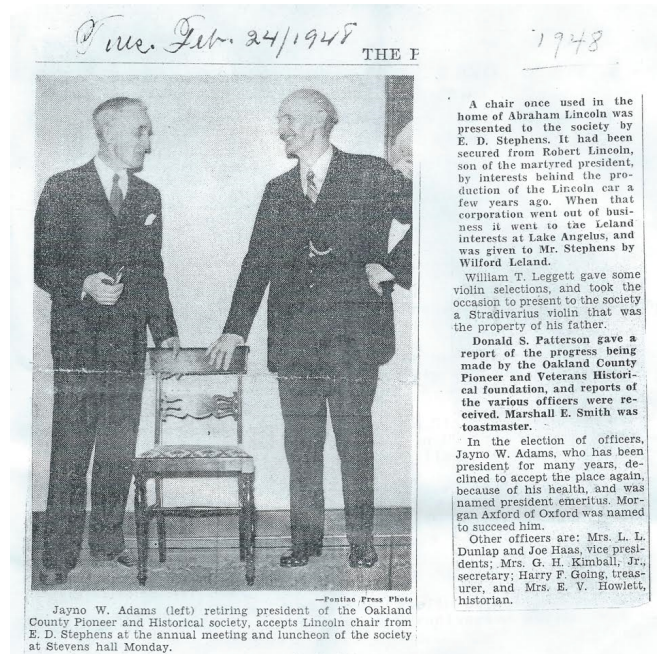 Tues. Feb. 24/1948
THE P
1948
—Pontiac Press Photo
Jayno W. Adams (left) retiring president of the Oakland
County Pioneer and Historical society, accepts Lincoln chair from
E. D. Stephens at the annual meeting and luncheon of the society
at Stevens hall Monday.
A chair once used in the
home of Abraham Lincoln was
presented to the society by
E. D. Stephens. It had been
secured from Robert Lincoln,
son of the martyred president,
by interests behind the pro-
duction of the Lincoln car a
few years ago. When that
corporation went out of busi-
ness it went to the Leland
interests at Lake Angelus, and
was given to Mr. Stephens by
Wilford Leland.
William T. Leggett gave some
violin selections, and took the
occasion to present to the society
a Stradivarius violin that was
the property of his father.
Donald S. Patterson gave a
report of the progress being
made by the Oakland County
Pioneer and Veterans Histori-
cal foundation, and reports of
the various officers were re-
ceived. Marshall E. Smith was
toastmaster.
In the election of officers,
Jayno W. Adams, who has been
president for many years, de-
clined to accept the place again,
because of his health, and was
named president emeritus. Mor-
gan Axford of Oxford was named
to succeed him.
Other officers are: Mrs. L. L.
Dunlap and Joe Haas, vice presi-
dents; Mrs. G. H. Kimball, Jr.,
secretary; Harry F. Going, treas-
urer, and Mrs. E. V. Howlett,
historian.